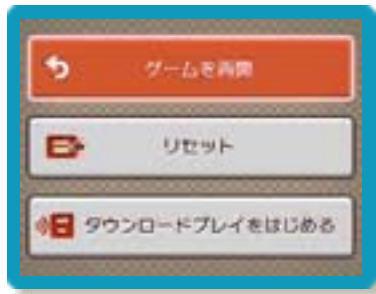 ゲームを再開
リセット
ダウンロードプレイをはじめる